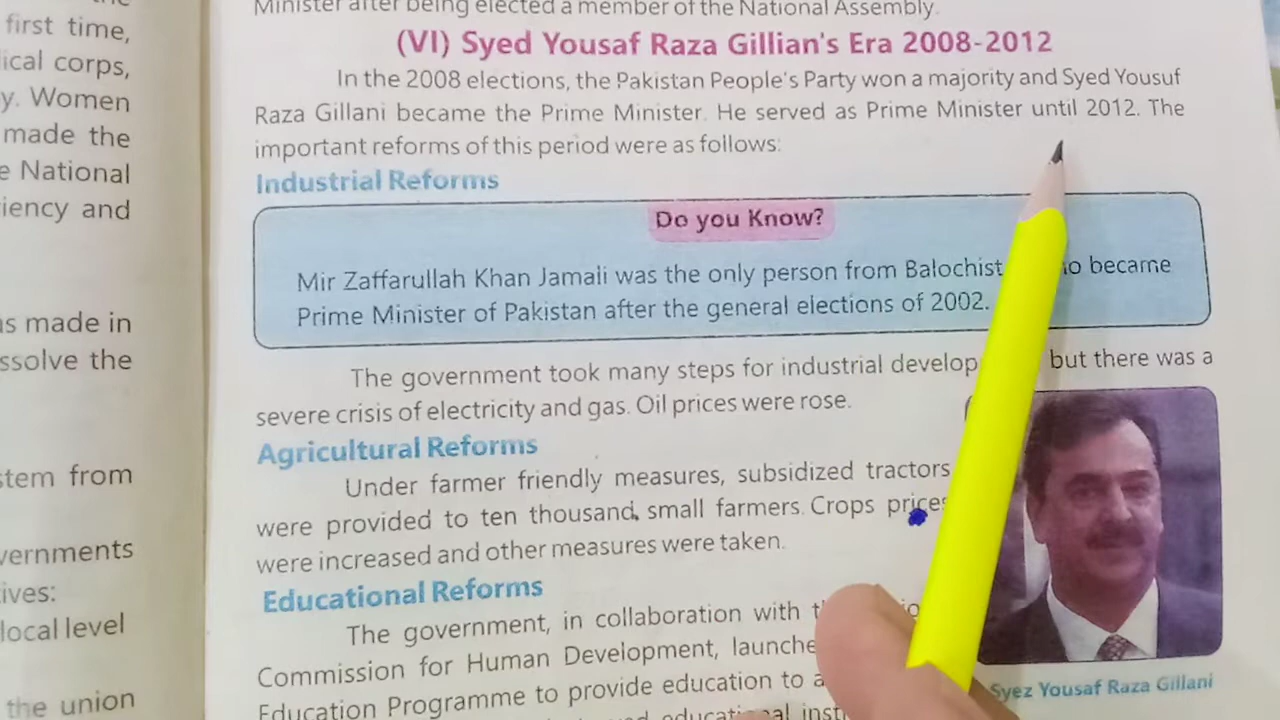 first time,
ical corps,
y. Women
made the
e National
iency and
as made in
ssolve the
stem from
vernments
ives:
local level
the union
Minister after being elected a member of the National Assembly.
(VI) Syed Yousaf Raza Gillian's Era 2008-2012
In the 2008 elections, the Pakistan People's Party won a majority and Syed Yousuf
Raza Gillani became the Prime Minister. He served as Prime Minister until 2012. The
important reforms of this period were as follows:
Industrial Reforms
Do you Know?
Mir Zaffarullah Khan Jamali was the only person from Balochist o became
Prime Minister of Pakistan after the general elections of 2002.
The government took many steps for industrial develop but there was a
severe crisis of electricity and gas. Oil prices were rose.
Agricultural Reforms
Under farmer friendly measures, subsidized tractors
were provided to ten thousand, small farmers. Crops prices
were increased and other measures were taken.
Educational Reforms
The government, in collaboration with
Commission for Human Development, launche
Education Programme to provide education to a
educational inst
Syez Yousaf Raza Gillani